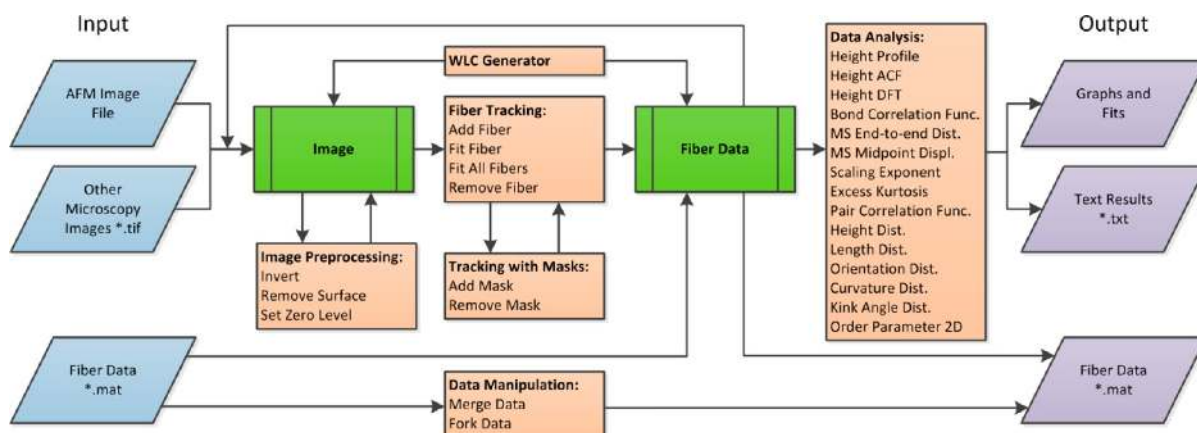 Input
Output
AFM Image
File
Other
Microscopy
Images *.tif
Fiber Data
*.mat
WLC Generator
Image
Fiber Tracking:
Add Fiber
Fit Fiber
Fit All Fibers
Remove Fiber
Fiber Data
Image Preprocessing:
Invert
Remove Surface
Set Zero Level
Tracking with Masks:
Add Mask
Remove Mask
Data Manipulation:
Merge Data
Fork Data
Data Analysis:
Height Profile
Height ACF
Height DFT
Bond Correlation Func.
MS End-to-end Dist.
MS Midpoint Displ.
Scaling Exponent
Excess Kurtosis
Pair Correlation Func.
Height Dist.
Length Dist.
Orientation Dist.
Curvature Dist.
Kink Angle Dist.
Order Parameter 2D
Graphs and
Fits
Text Results
*.txt
Fiber Data
*.mat